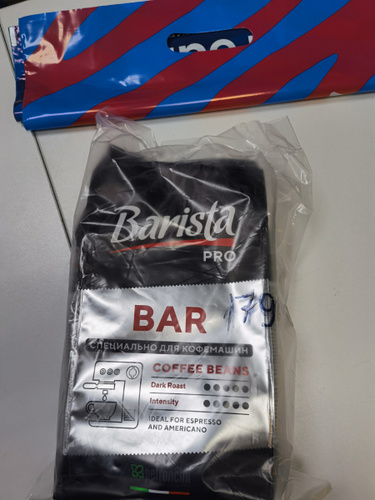 Barista
PRO
BAR
179
СПЕЦИАЛЬНО ДЛЯ КОФЕМАШИН
COFFEE BEANS
Dark Roast
Intensity
IDEAL FOR ESPRESSO
AND AMERICANO